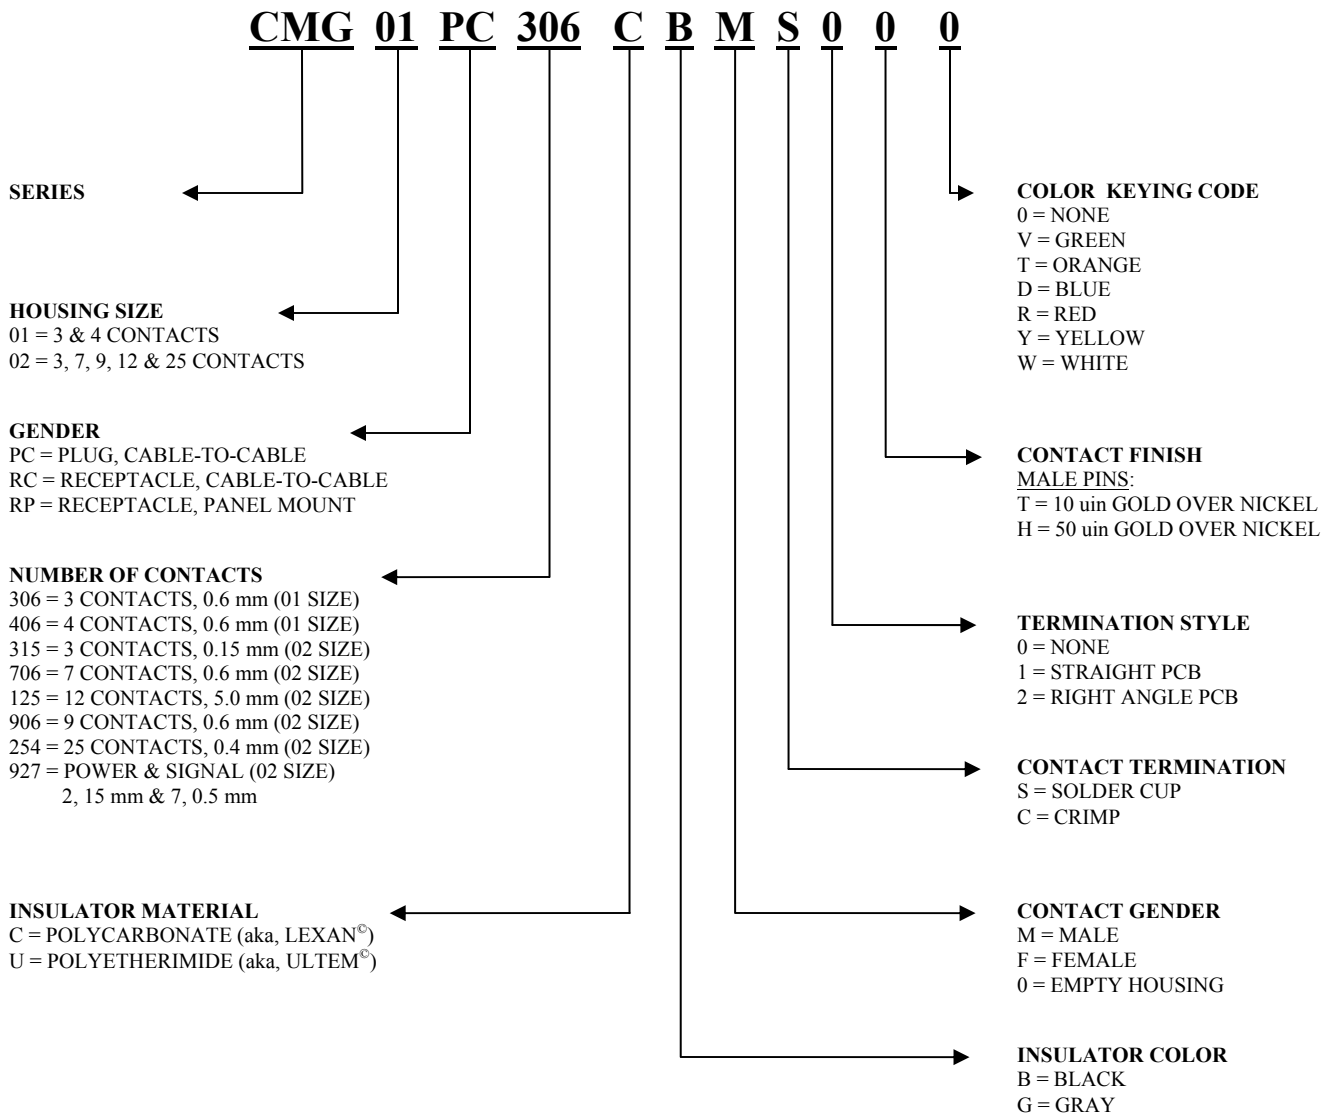 CMG 01 PC 306 C B M S 0 0 0
SERIES
HOUSING SIZE
01 = 3 & 4 CONTACTS
02 = 3, 7, 9, 12 & 25 CONTACTS
GENDER
PC = PLUG, CABLE-TO-CABLE
RC = RECEPTACLE, CABLE-TO-CABLE
RP = RECEPTACLE, PANEL MOUNT
NUMBER OF CONTACTS
306 = 3 CONTACTS, 0.6 mm (01 SIZE)
406 = 4 CONTACTS, 0.6 mm (01 SIZE)
315 = 3 CONTACTS, 0.15 mm (02 SIZE)
706 = 7 CONTACTS, 0.6 mm (02 SIZE)
125 = 12 CONTACTS, 5.0 mm (02 SIZE)
906 = 9 CONTACTS, 0.6 mm (02 SIZE)
254 = 25 CONTACTS, 0.4 mm (02 SIZE)
927 = POWER & SIGNAL (02 SIZE)
2, 15 mm & 7, 0.5 mm
INSULATOR MATERIAL
C = POLYCARBONATE (aka, LEXAN©)
U = POLYETHERIMIDE (aka, ULTEM©)
COLOR KEYING CODE
0 = NONE
V = GREEN
T = ORANGE
D = BLUE
R = RED
Y = YELLOW
W = WHITE
CONTACT FINISH
MALE PINS:
T = 10 uin GOLD OVER NICKEL
H = 50 uin GOLD OVER NICKEL
TERMINATION STYLE
0 = NONE
1 = STRAIGHT PCB
2 = RIGHT ANGLE PCB
CONTACT TERMINATION
S = SOLDER CUP
C = CRIMP
CONTACT GENDER
M = MALE
F = FEMALE
0 = EMPTY HOUSING
INSULATOR COLOR
B = BLACK
G = GRAY